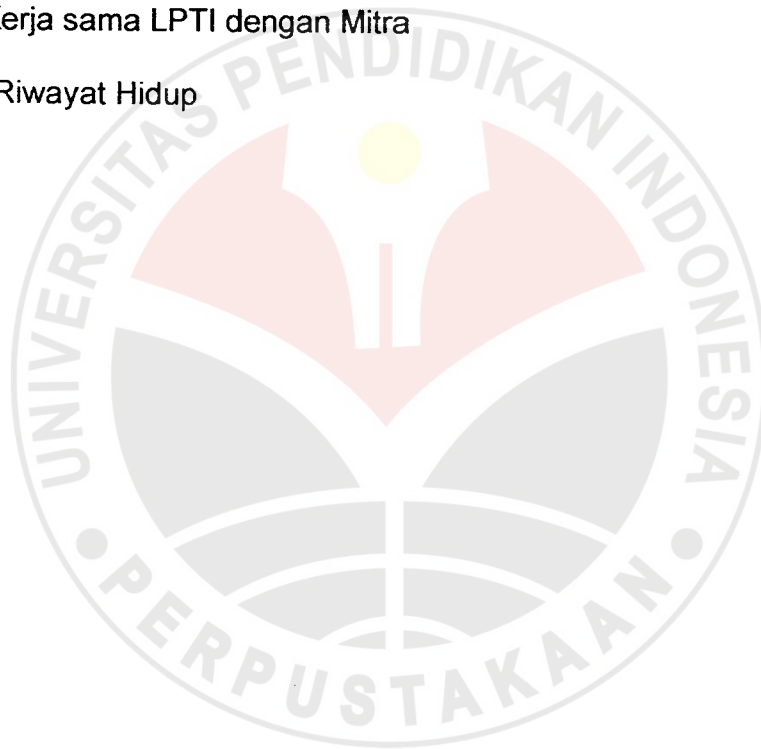 erja sama LPTI dengan Mitra
Riwayat Hidup
UNIVERSITAS PENDIDIKAN INDONESIA
PERPUSTAKAAN